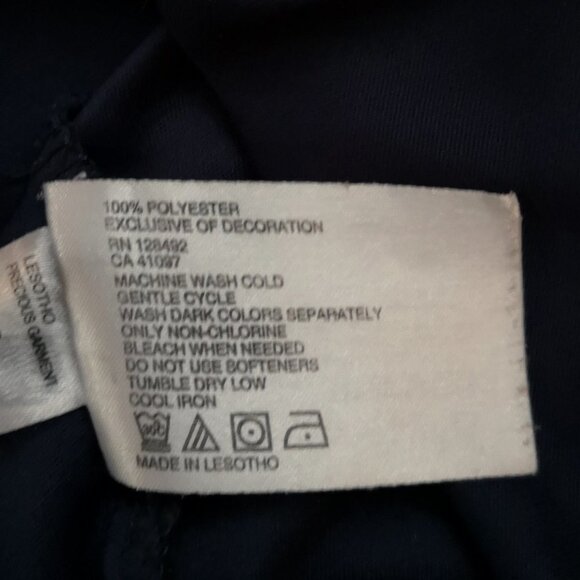 100% POLYESTER
EXCLUSIVE OF DECORATION
RN 128492
CA 41097
MACHINE WASH COLD
GENTLE CYCLE
WASH DARK COLORS SEPARATELY
ONLY NON-CHLORINE
BLEACH WHEN NEEDED
DO NOT USE SOFTENERS
TUMBLE DRY LOW
COOL IRON
MADE IN LESOTHO
LESOTHO
PRECIOUS GARMENT